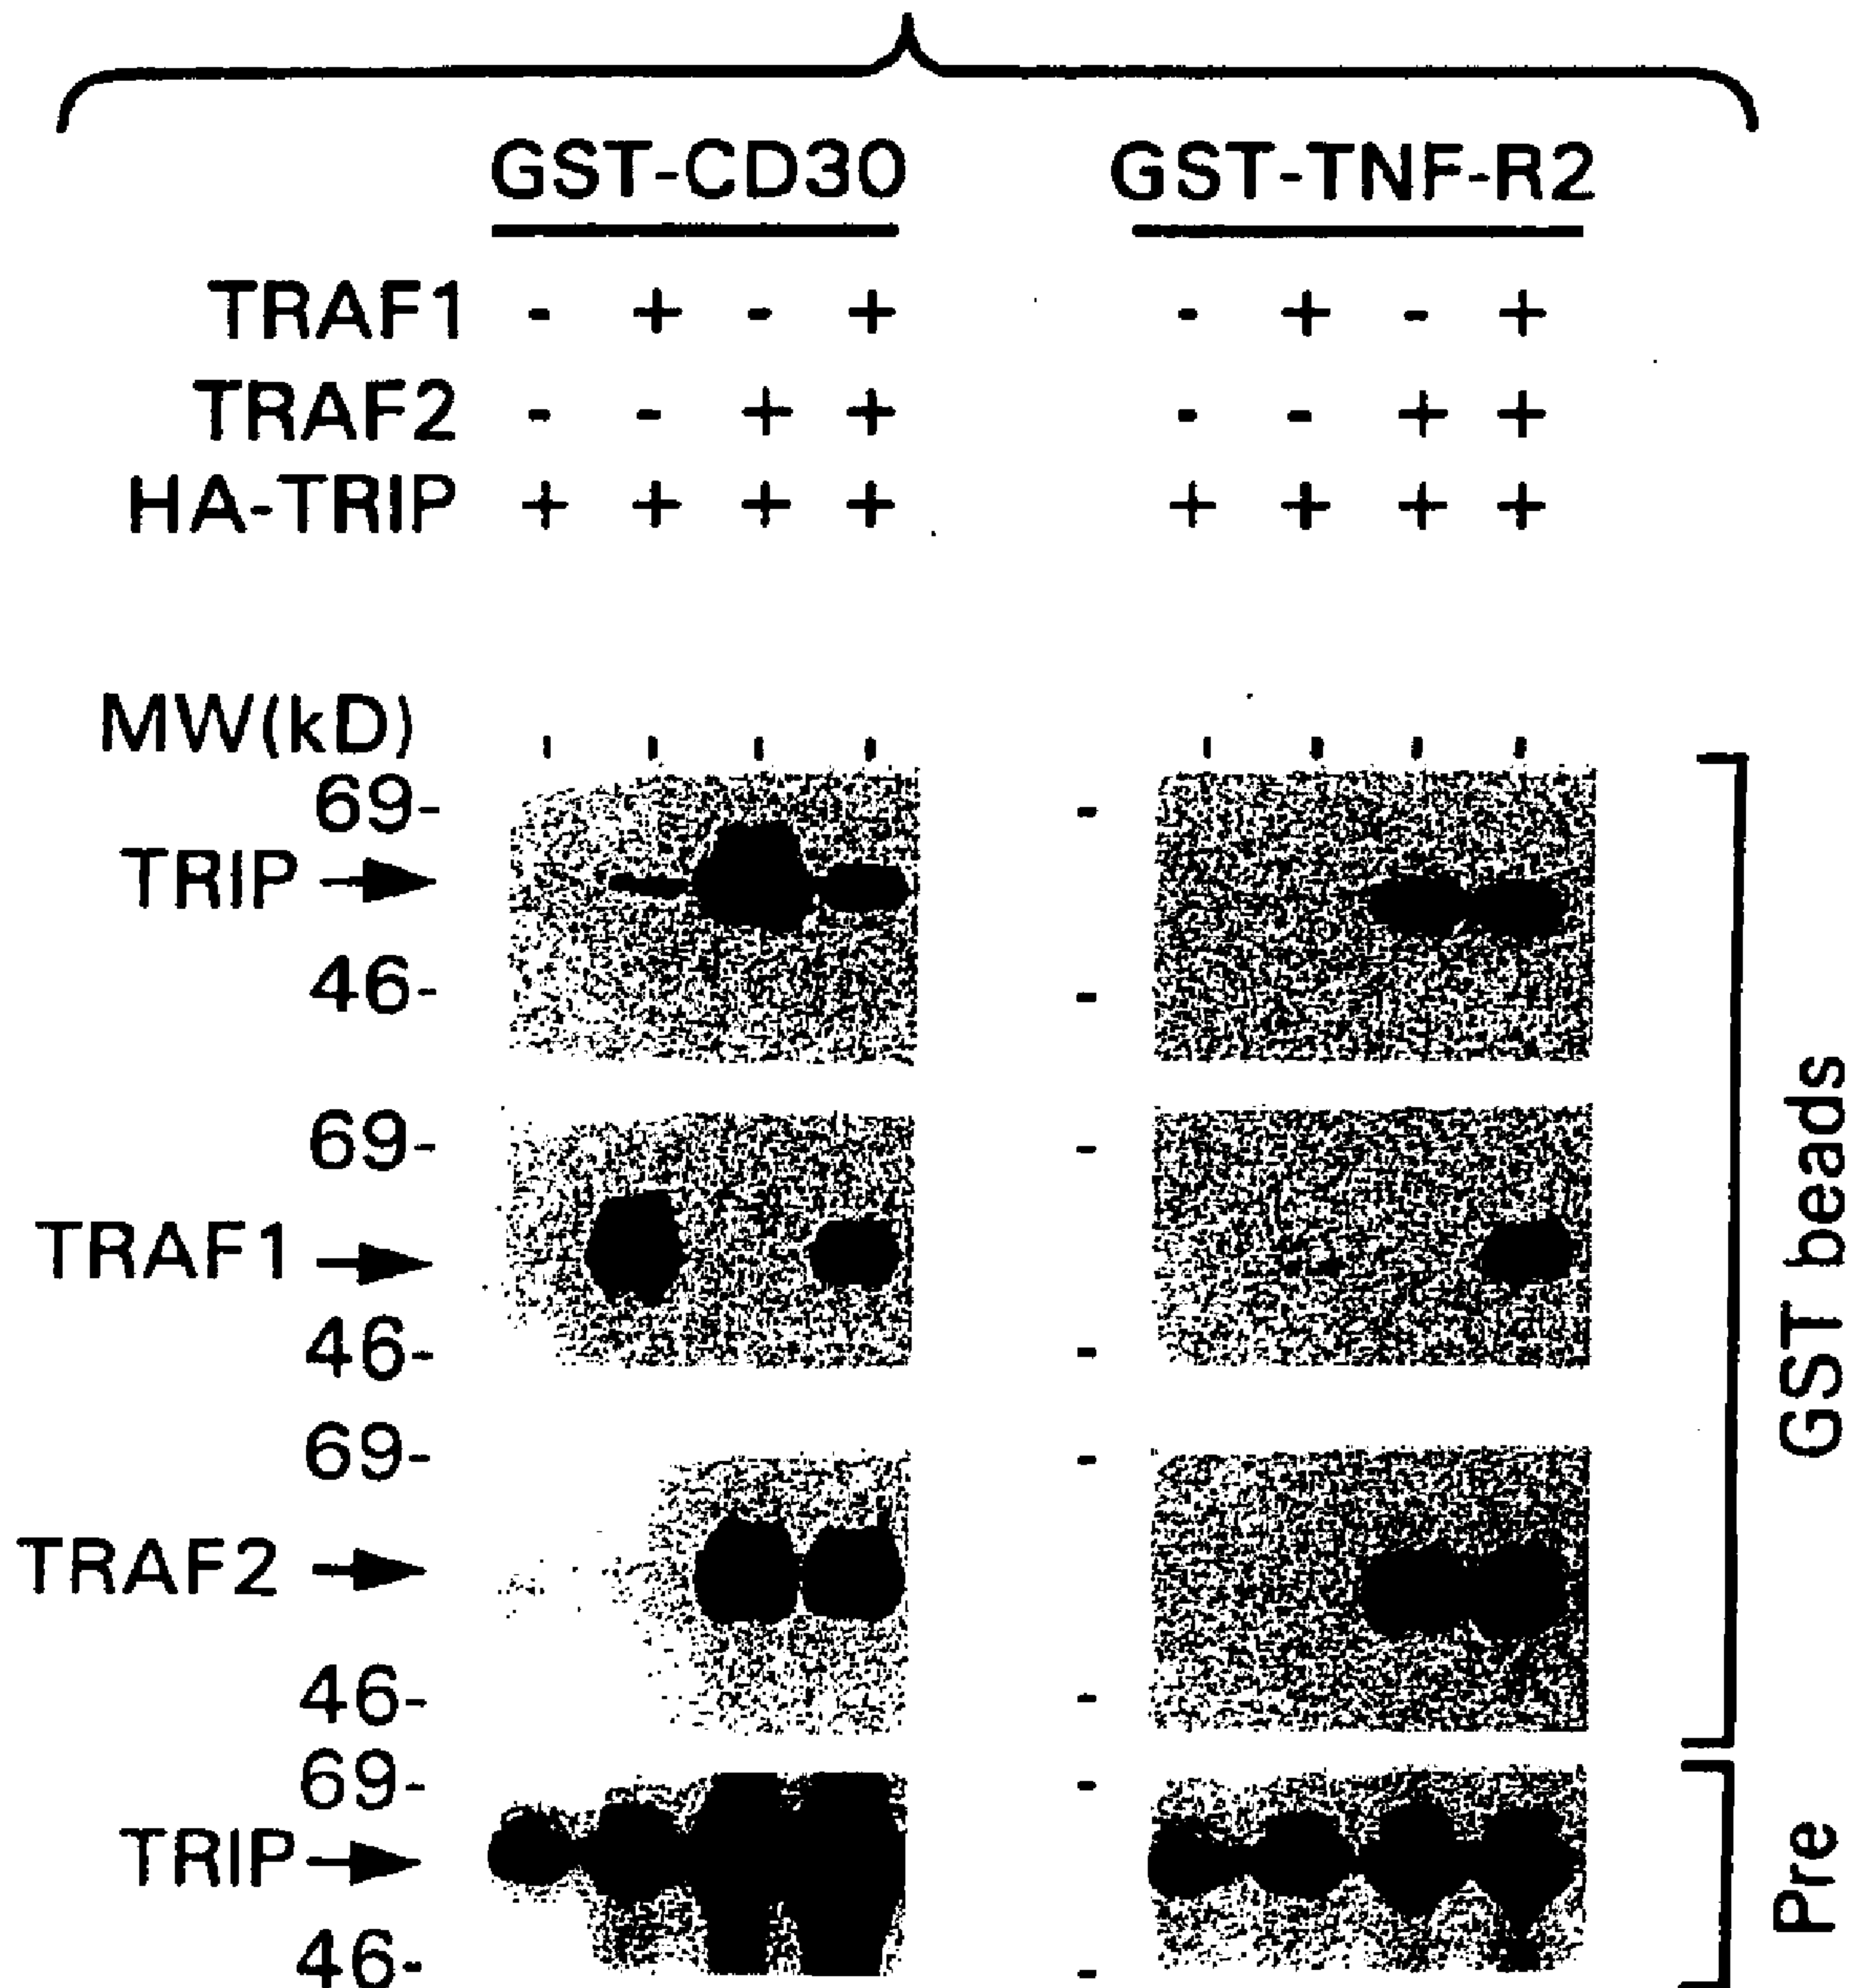 GST-CD30 GST-TNF-R2
TRAF1 - + - + - + - +
TRAF2 - - + + - - + +
HA-TRIP + + + + + + + +
MW(kD)
69-
TRIP
46-
69-
TRAF1
46-
69-
TRAF2
46-
69-
TRIP
46-
GST beads
Pre